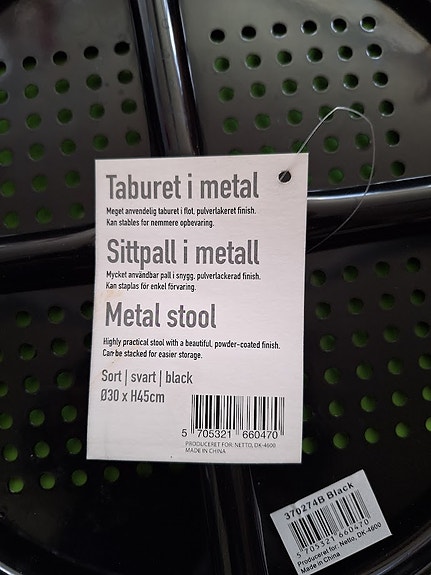 Taburet i metal
Meget anvendelig taburet i flot, pulverlakeret finish.
Kan stables for nemmere opbevaring.
Sittpall i metall
Mycket användbar pall i snygg, pulverlackerad finish.
Kan staplas för enkel förvaring.
Metal stool
Highly practical stool with a beautiful, powder-coated finish.
Can be stacked for easier storage.
Sort | svart | black
Ø30 x H45cm
5 705321 660470
PRODUCERET FOR: NETTO, DK-4600
MADE IN CHINA
370274B Black
5 705321 660470
Produceret for: Netto, DK-4600
Made in China